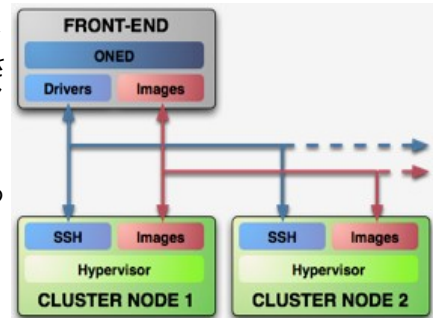 FRONT-END
ONED
Drivers Images
SSH Images
Hypervisor
CLUSTER NODE 1
SSH Images
Hypervisor
CLUSTER NODE 2